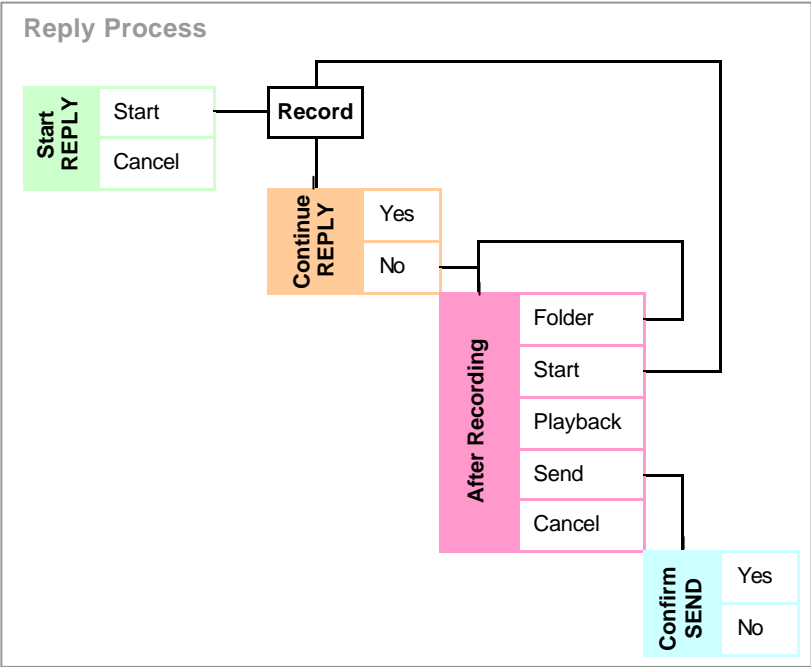 Reply Process
Start
REPLY
Start
Cancel
Record
Continue
REPLY
Yes
No
After Recording
Folder
Start
Playback
Send
Cancel
Confirm
SEND
Yes
No